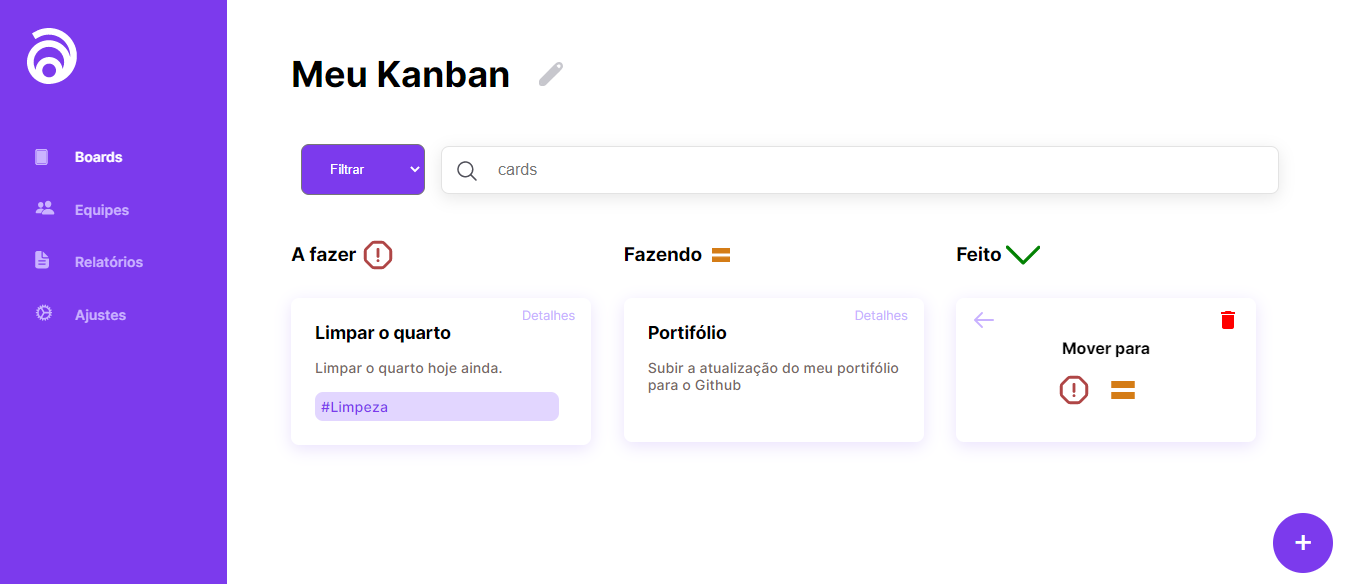 Meu Kanban
Boards
Equipes
Relatórios
Ajustes
Filtrar
cards
A fazer
Fazendo
Feito
Detalhes
Limpar o quarto
Limpar o quarto hoje ainda.
#Limpeza
Detalhes
Portifólio
Subir a atualização do meu portifólio
para o Github
Mover para
+